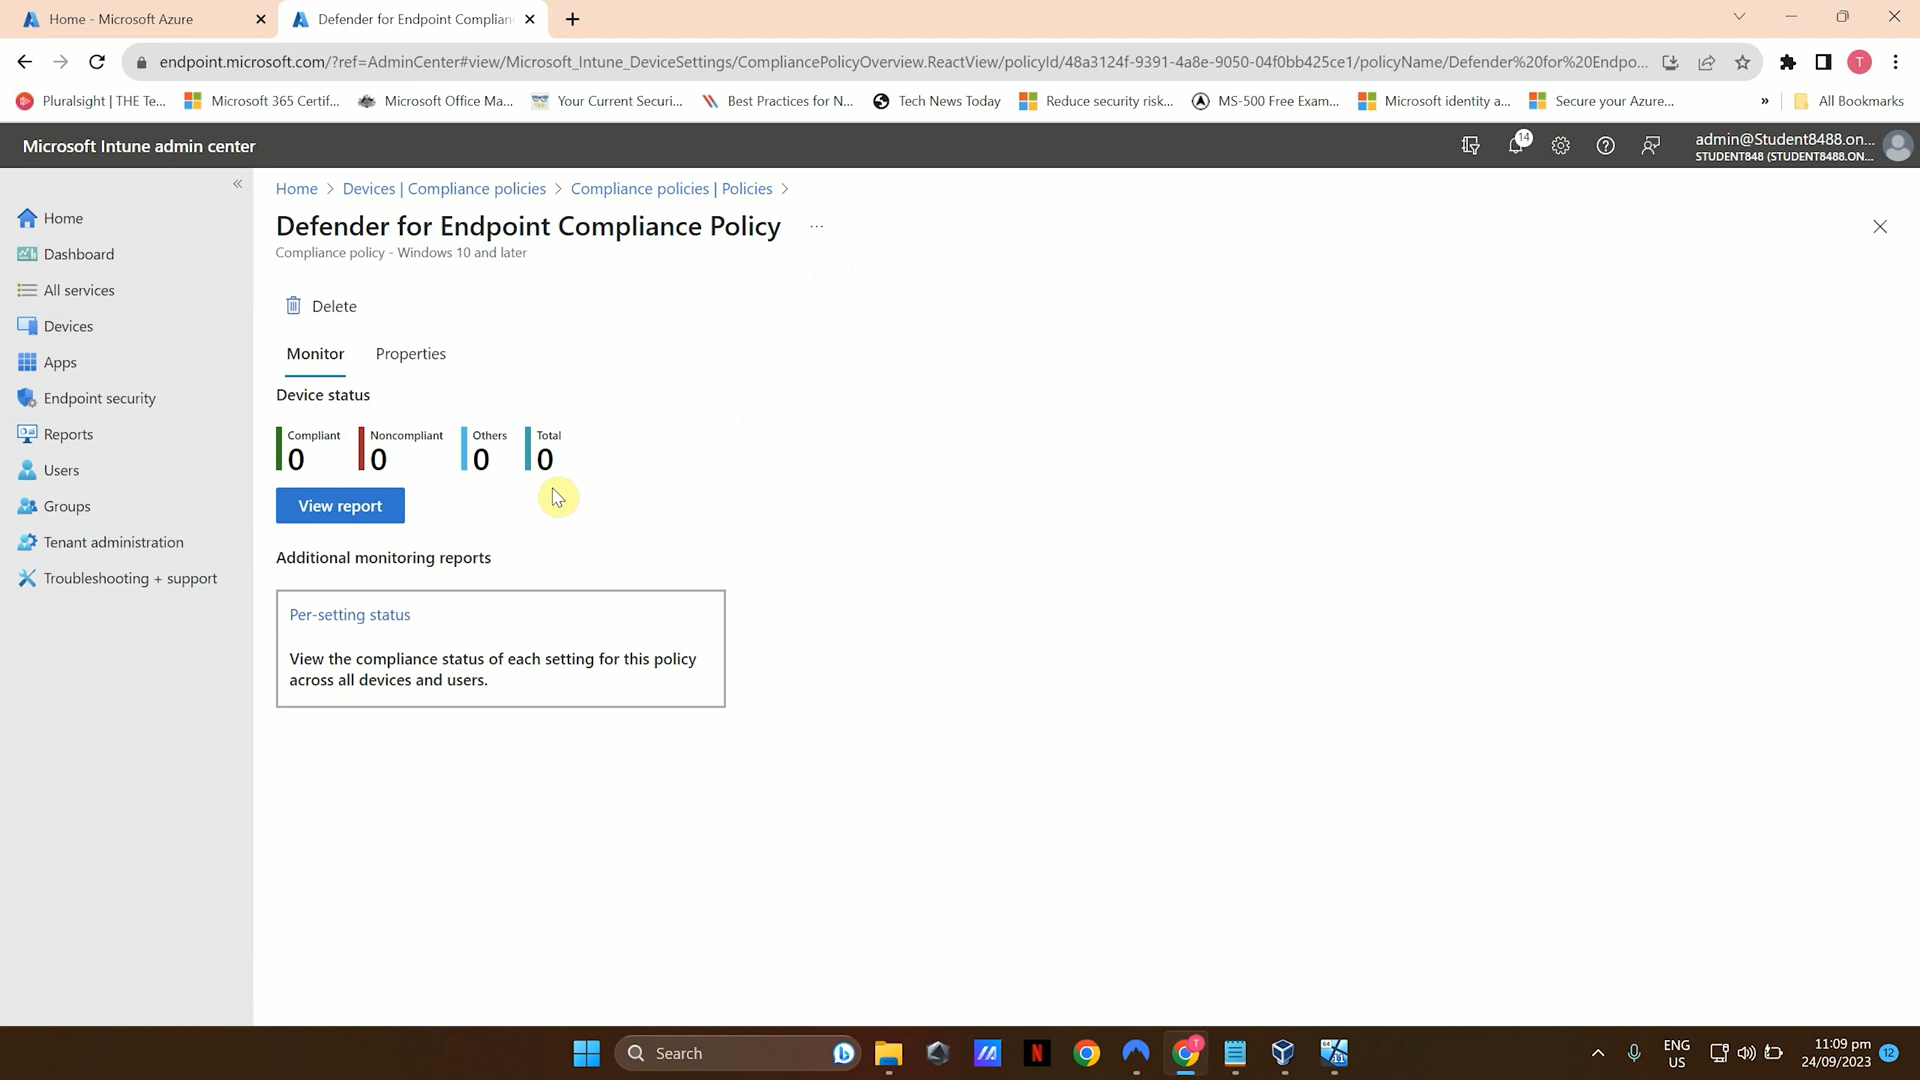 Home - Microsoft Azure
Defender for Endpoint Complian
endpoint.microsoft.com/?ref=AdminCenter#view/Microsoft_Intune_DeviceSettings/CompliancePolicyOverview.ReactView/policyId/48a3124f-9391-4a8e-9050-04f0bb425ce1/policyName/Defender%20for%20Endpo...
T
Pluralsight | THE Te...
Microsoft 365 Certif...
Microsoft Office Ma...
Your Current Securi...
Best Practices for N...
Tech News Today
Reduce security risk...
MS-500 Free Exam...
Microsoft identity a...
Secure your Azure...
»
All Bookmarks
Microsoft Intune admin center
14
admin@Student8488.on...
STUDENT848 (STUDENT8488.ON...
Home
Dashboard
All services
Devices
Apps
Endpoint security
Reports
Users
Groups
Tenant administration
Troubleshooting + support
Home > Devices | Compliance policies > Compliance policies | Policies >
Defender for Endpoint Compliance Policy ...
Compliance policy - Windows 10 and later
Delete
Monitor Properties
Device status
Compliant Noncompliant Others Total
0 0 0 0
View report
Additional monitoring reports
Per-setting status
View the compliance status of each setting for this policy
across all devices and users.
Search
N
T
64
11
ENG
US
11:09 pm
24/09/2023
12